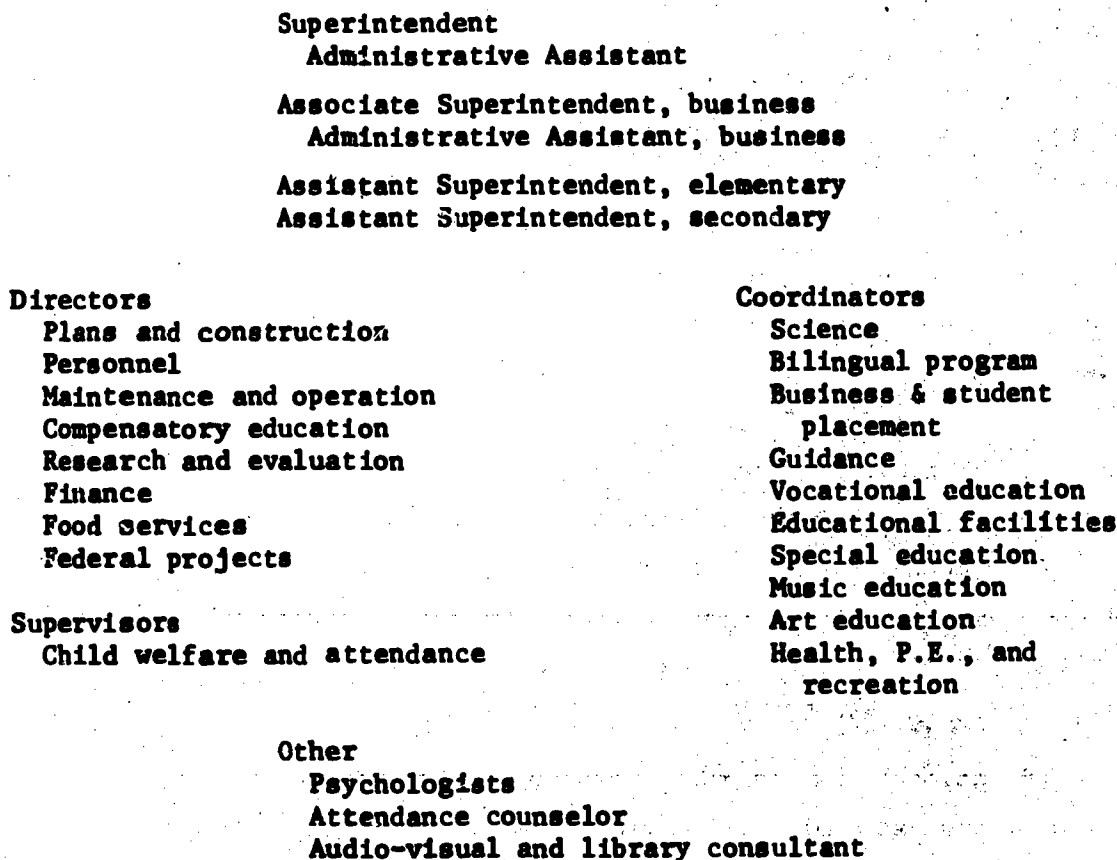 Superintendent
Administrative Assistant
Associate Superintendent, business
Administrative Assistant, business
Assistant Superintendent, elementary
Assistant Superintendent, secondary
Directors
Plans and construction
Personnel
Maintenance and operation
Compensatory education
Research and evaluation
Finance
Food services
Federal projects
Supervisors
Child welfare and attendance
Coordinators
Science
Bilingual program
Business & student
placement
Guidance
Vocational education
Educational facilities
Special education
Music education
Art education
Health, P.E., and
recreation
Other
Psychologists
Attendance counselor
Audio-visual and library consultant